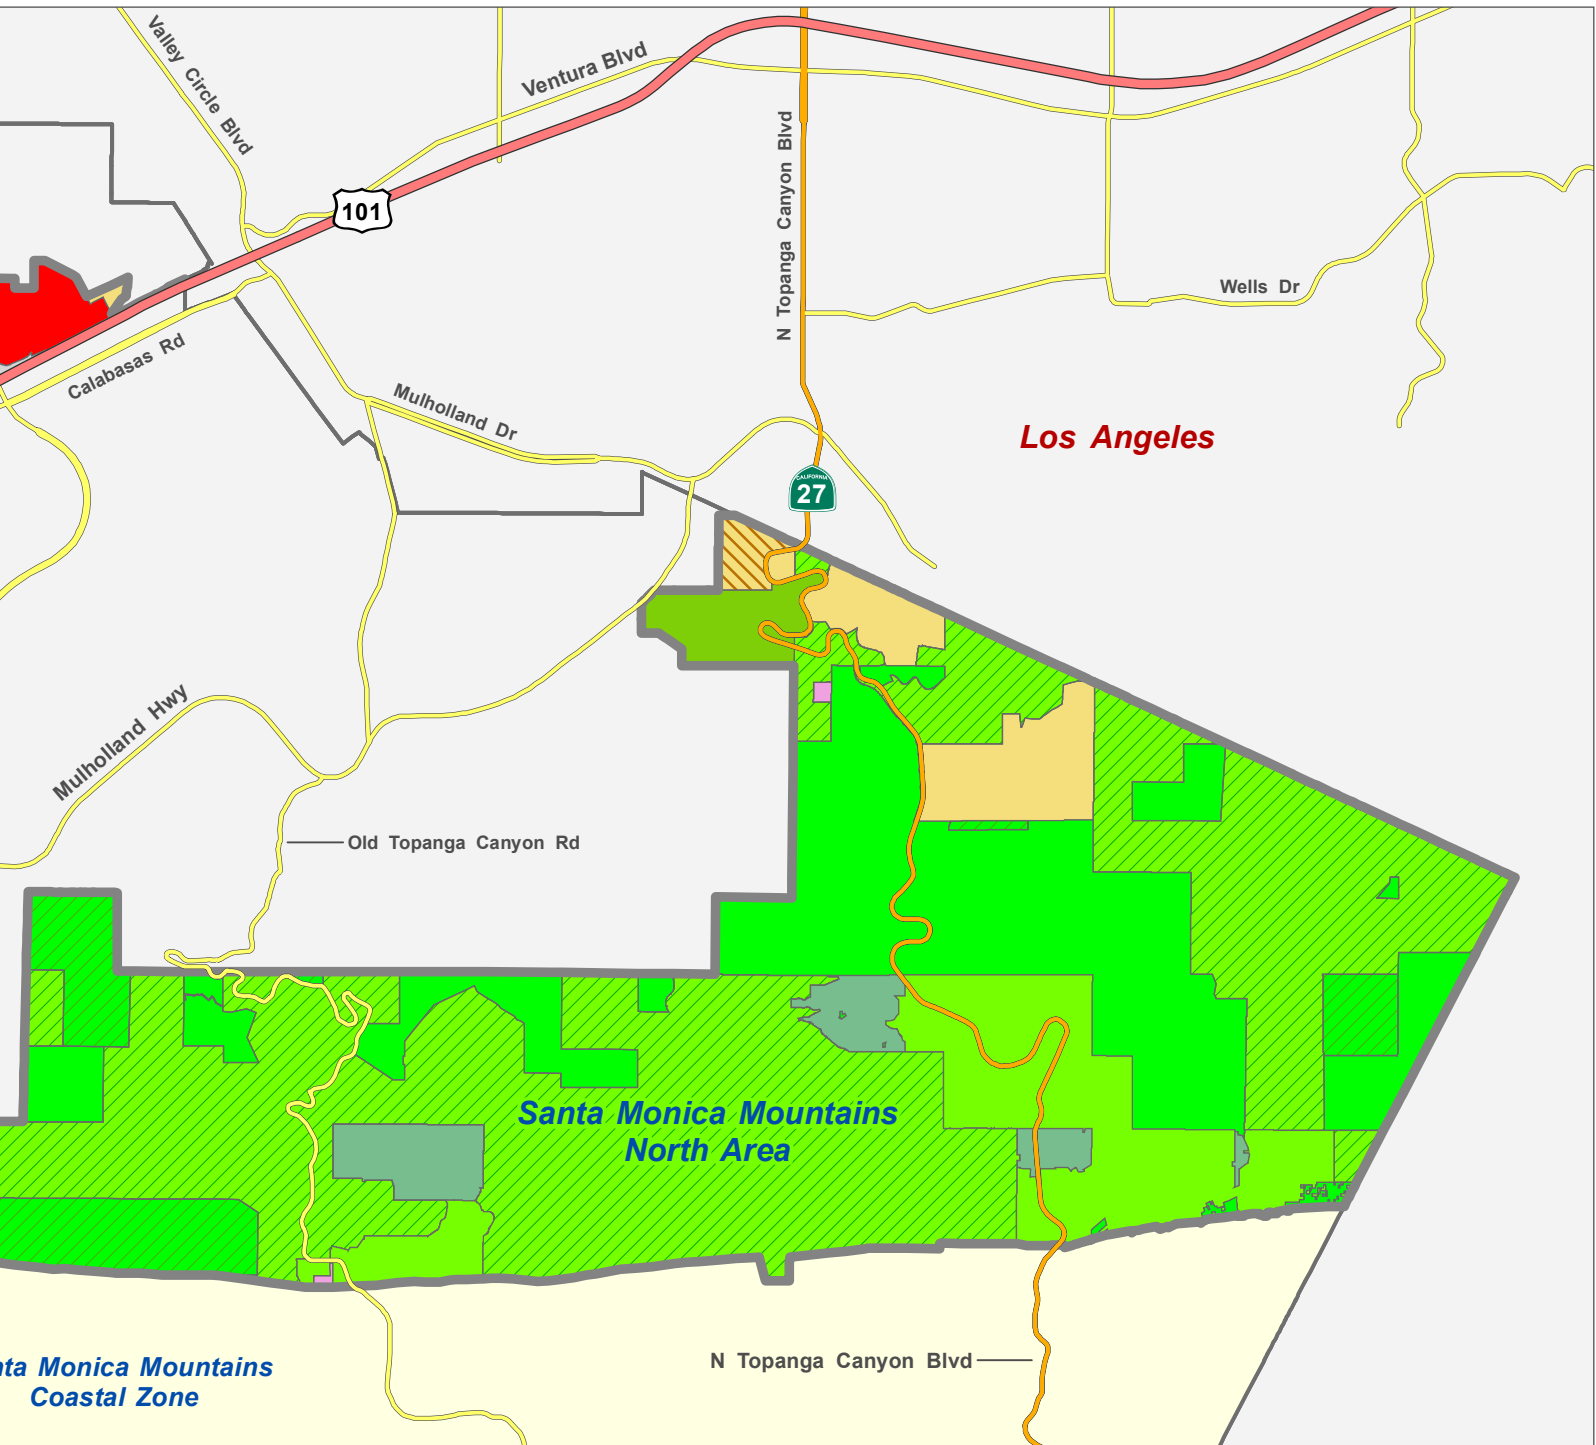 Valley Circle Blvd
Ventura Blvd
N Topanga Canyon Blvd
101
Wells Dr
Calabasas Rd
Mulholland Dr
Los Angeles
CALIFORNIA
27
Mulholland Hwy
Old Topanga Canyon Rd
Santa Monica Mountains
North Area
N Topanga Canyon Blvd
nta Monica Mountains
Coastal Zone